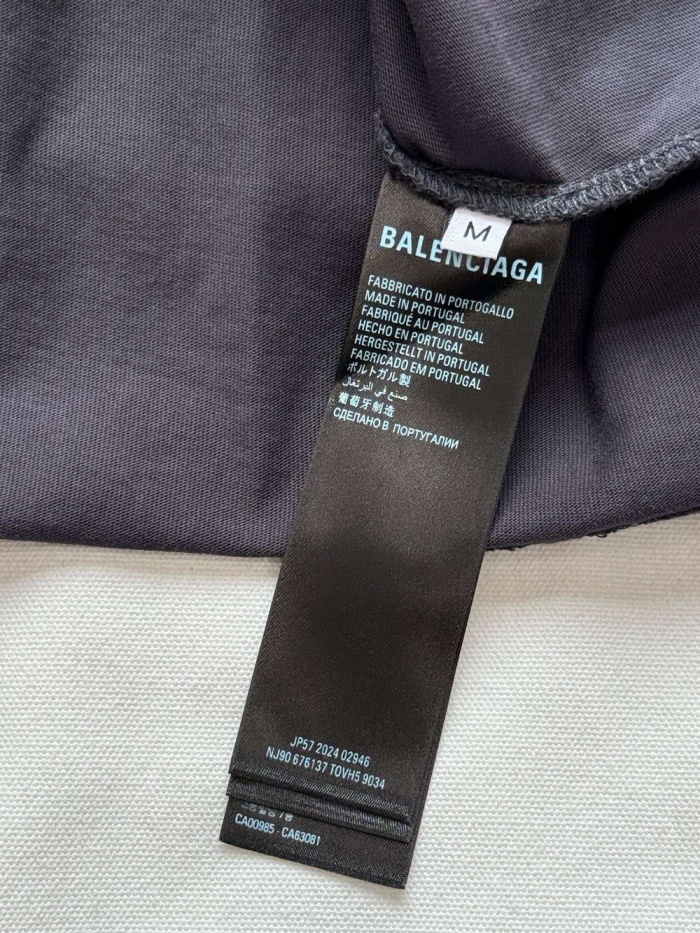 M
BALENCIAGA
FABBRICATO IN PORTOGALLO
MADE IN PORTUGAL
FABRIQUÉ AU PORTUGAL
HECHO EN PORTUGAL
HERGESTELLT IN PORTUGAL
FABRICADO EM PORTUGAL
ポルトガル製
صنع في البرتغال
葡萄牙制造
СДЕЛАНО В ПОРТУГАЛИИ
JP57 2024 02946
NJ90 676137 TOVH5 9034
CA00985 - CA63081